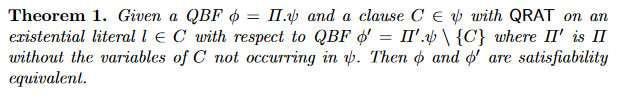 Theorem 1. Given a QBF ϕ = Π.ψ and a clause C ∈ ψ with QRAT on an
existential literal l ∈ C with respect to QBF ϕ′ = Π′.ψ \ {C} where Π′ is Π
without the variables of C not occurring in ψ. Then ϕ and ϕ′ are satisfiability
equivalent.